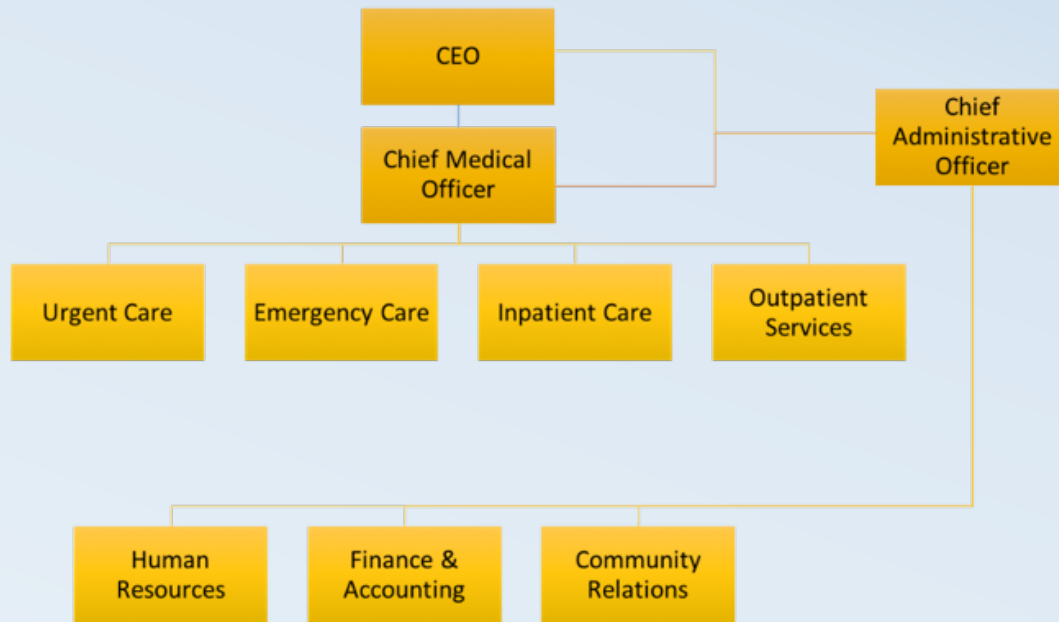 CEO
Chief Medical
Officer
Chief
Administrative
Officer
Urgent Care
Emergency Care
Inpatient Care
Outpatient
Services
Human
Resources
Finance &
Accounting
Community
Relations